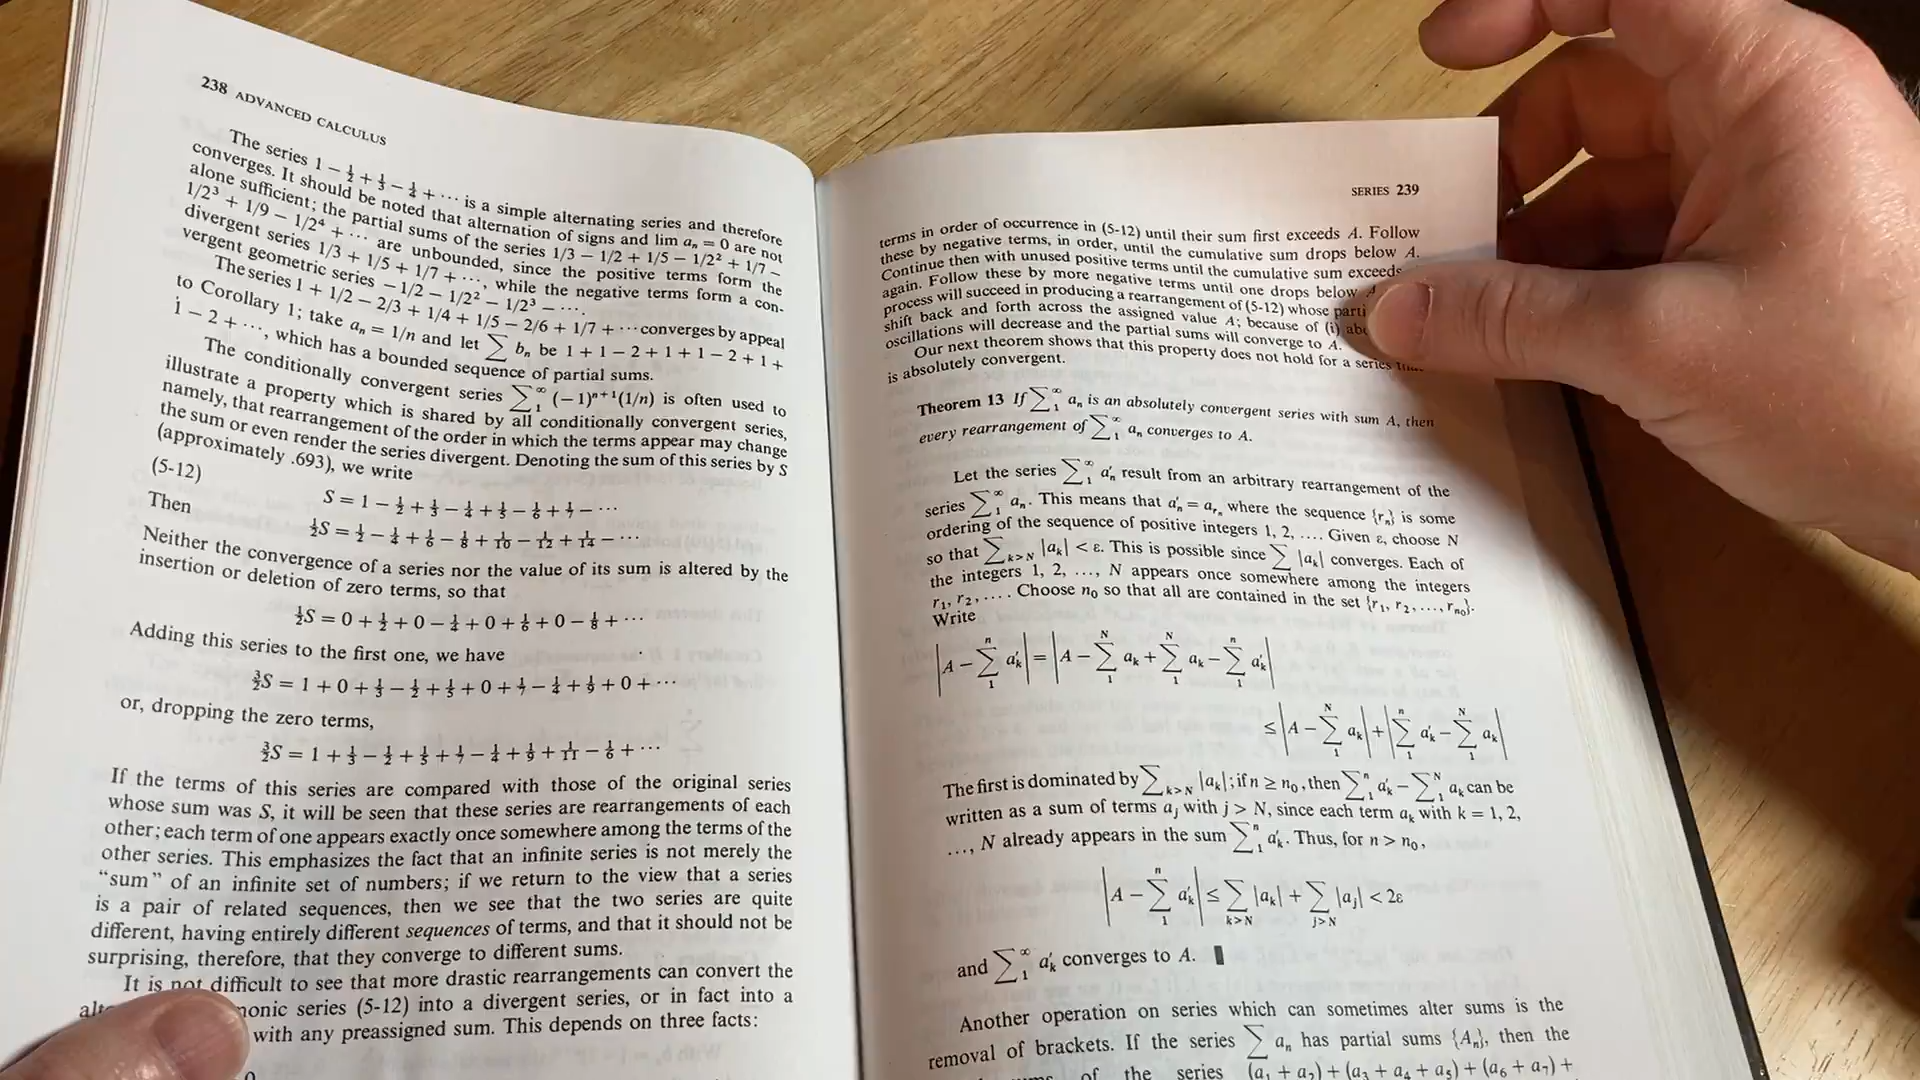 238 ADVANCED CALCULUS
The series 1 − ½ + ⅓ − ¼ + ··· is a simple alternating series and therefore
converges. It should be noted that alternation of signs and lim aₙ = 0 are not
alone sufficient; the partial sums of the series 1/3 − 1/2 + 1/5 − 1/2² + 1/7 −
1/2³ + 1/9 − 1/2⁴ + ··· are unbounded, since the positive terms form the
divergent series 1/3 + 1/5 + 1/7 + ···, while the negative terms form a con-
vergent geometric series −1/2 − 1/2² − 1/2³ − ···.
The series 1 + 1/2 − 2/3 + 1/4 + 1/5 − 2/6 + 1/7 + ··· converges by appeal
to Corollary 1; take aₙ = 1/n and let ∑ bₙ be 1 + 1 − 2 + 1 + 1 − 2 + 1 +
1 − 2 + ···, which has a bounded sequence of partial sums.
The conditionally convergent series ∑₁^∞ (−1)ⁿ⁺¹(1/n) is often used to
illustrate a property which is shared by all conditionally convergent series,
namely, that rearrangement of the order in which the terms appear may change
the sum or even render the series divergent. Denoting the sum of this series by S
(approximately .693), we write
(5-12) S = 1 − ½ + ⅓ − ¼ + ⅕ − ⅙ + 1/7 − ···
Then
½S = ½ − ¼ + ⅙ − ⅛ + 1/10 − 1/12 + 1/14 − ···
Neither the convergence of a series nor the value of its sum is altered by the
insertion or deletion of zero terms, so that
½S = 0 + ½ + 0 − ¼ + 0 + ⅙ + 0 − ⅛ + ···
Adding this series to the first one, we have
3/2 S = 1 + 0 + ⅓ − ½ + ⅕ + 0 + 1/7 − ¼ + 1/9 + 0 + ···
or, dropping the zero terms,
3/2 S = 1 + ⅓ − ½ + ⅕ + 1/7 − ¼ + 1/9 + 1/11 − ⅙ + ···
If the terms of this series are compared with those of the original series
whose sum was S, it will be seen that these series are rearrangements of each
other; each term of one appears exactly once somewhere among the terms of the
other series. This emphasizes the fact that an infinite series is not merely the
“sum” of an infinite set of numbers; if we return to the view that a series
is a pair of related sequences, then we see that the two series are quite
different, having entirely different sequences of terms, and that it should not be
surprising, therefore, that they converge to different sums.
It is not difficult to see that more drastic rearrangements can convert the
alt onic series (5-12) into a divergent series, or in fact into a
with any preassigned sum. This depends on three facts:
SERIES 239
terms in order of occurrence in (5-12) until their sum first exceeds A. Follow
these by negative terms, in order, until the cumulative sum drops below A.
Continue then with unused positive terms until the cumulative sum exceeds
again. Follow these by more negative terms until one drops below A
process will succeed in producing a rearrangement of (5-12) whose parti
shift back and forth across the assigned value A; because of (i) abo
oscillations will decrease and the partial sums will converge to A.
Our next theorem shows that this property does not hold for a series
is absolutely convergent.
Theorem 13 If ∑₁^∞ aₙ is an absolutely convergent series with sum A, then
every rearrangement of ∑₁^∞ aₙ converges to A.
Let the series ∑₁^∞ a′ₙ result from an arbitrary rearrangement of the
series ∑₁^∞ aₙ. This means that a′ₙ = a_{rₙ} where the sequence {rₙ} is some
ordering of the sequence of positive integers 1, 2, .... Given ε, choose N
so that ∑_{k>N} |aₖ| < ε. This is possible since ∑ |aₖ| converges. Each of
the integers 1, 2, ..., N appears once somewhere among the integers
r₁, r₂, .... Choose n₀ so that all are contained in the set {r₁, r₂, ..., r_{n₀}}.
Write
|A − ∑₁ⁿ a′ₖ| = |A − ∑₁ᴺ aₖ + ∑₁ᴺ aₖ − ∑₁ⁿ a′ₖ|
≤ |A − ∑₁ᴺ aₖ| + |∑₁ⁿ a′ₖ − ∑₁ᴺ aₖ|
The first is dominated by ∑_{k>N} |aₖ|; if n ≥ n₀, then ∑₁ⁿ a′ₖ − ∑₁ᴺ aₖ can be
written as a sum of terms aⱼ with j > N, since each term aₖ with k = 1, 2,
..., N already appears in the sum ∑₁ⁿ a′ₖ. Thus, for n > n₀,
|A − ∑₁ⁿ a′ₖ| ≤ ∑_{k>N} |aₖ| + ∑_{j>N} |aⱼ| < 2ε
and ∑₁^∞ a′ₖ converges to A. ▮
Another operation on series which can sometimes alter sums is the
removal of brackets. If the series ∑ aₙ has partial sums {Aₙ}, then the
of the series (a₁ + a₂) + (a₃ + a₄ + a₅) + (a₆ + a₇) +